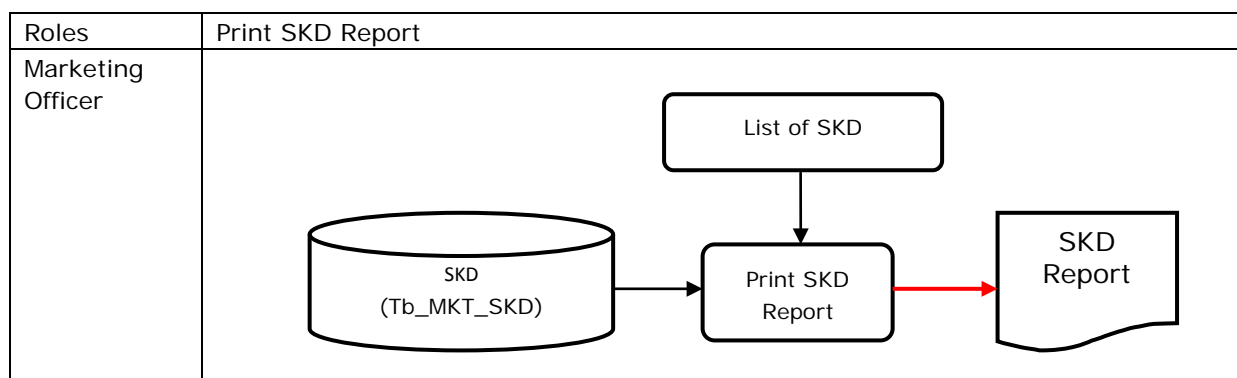 Roles
Print SKD Report
Marketing
Officer
List of SKD
SKD
(Tb_MKT_SKD)
Print SKD
Report
SKD
Report